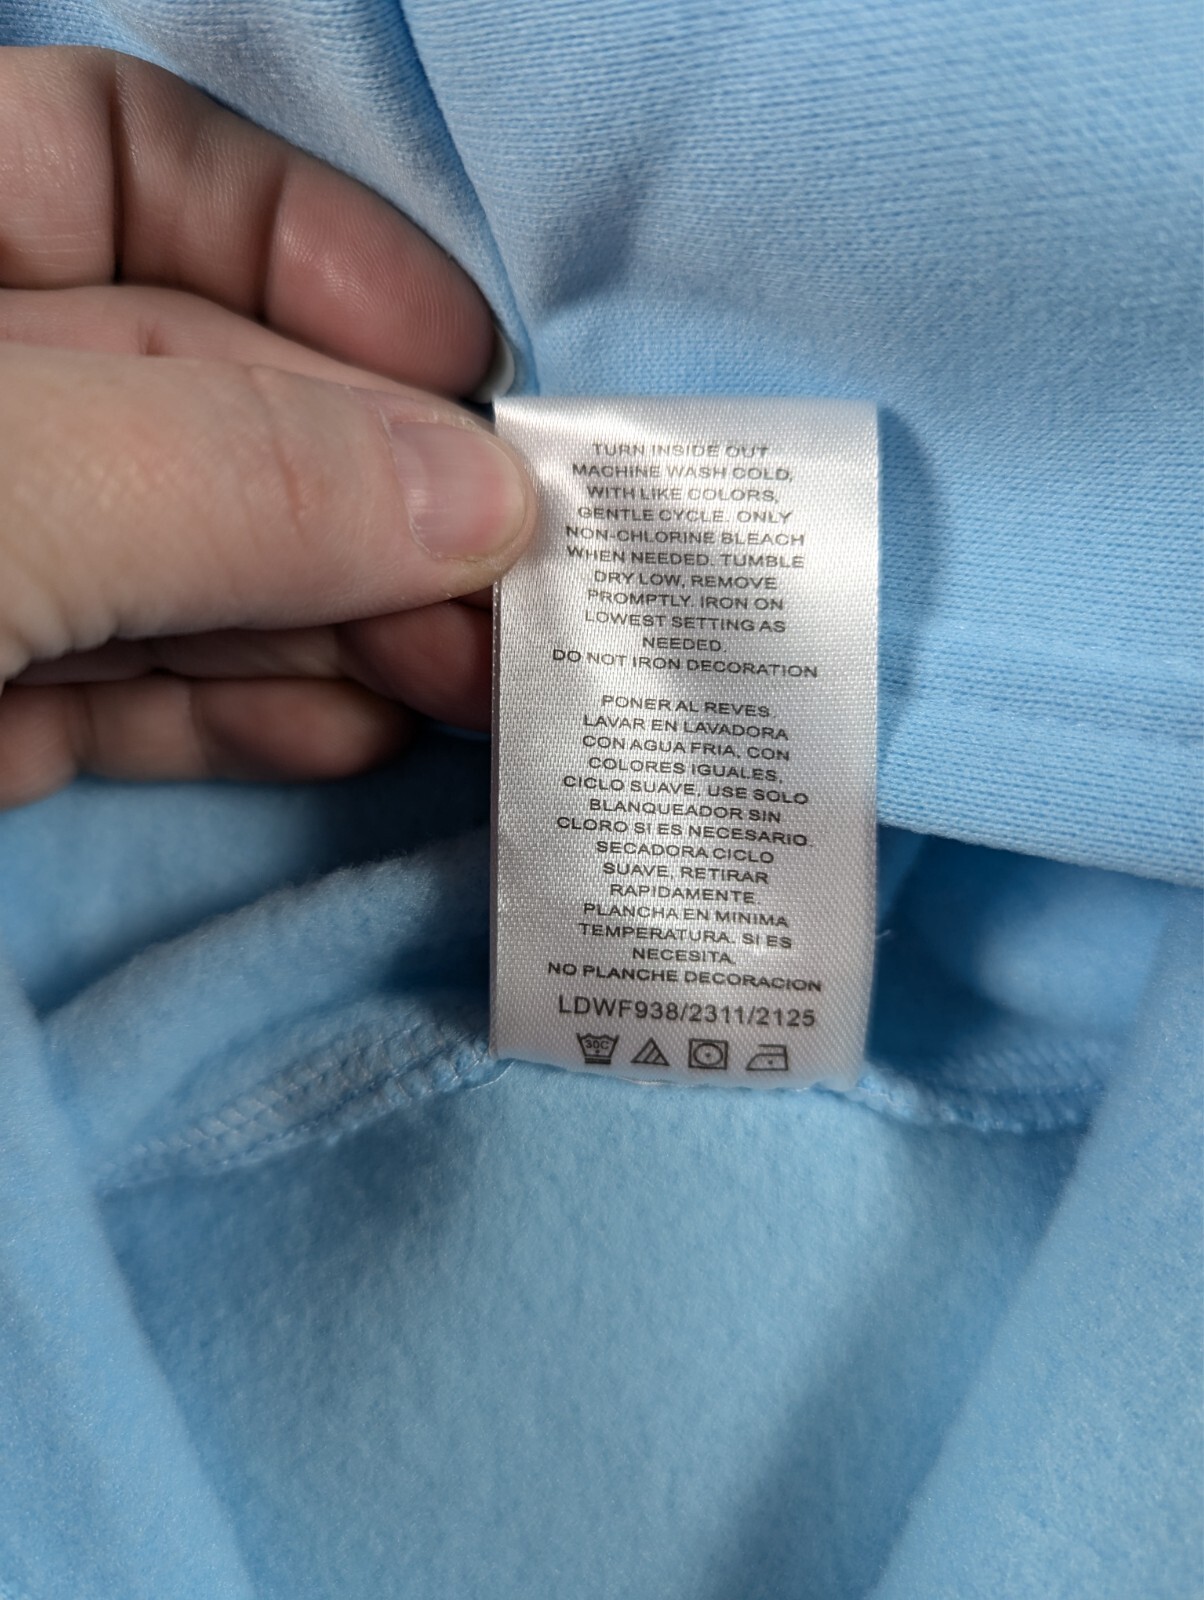 TURN INSIDE OUT
MACHINE WASH COLD,
WITH LIKE COLORS,
GENTLE CYCLE. ONLY
NON-CHLORINE BLEACH
WHEN NEEDED. TUMBLE
DRY LOW, REMOVE
PROMPTLY. IRON ON
LOWEST SETTING AS
NEEDED
DO NOT IRON DECORATION
PONER AL REVES.
LAVAR EN LAVADORA
CON AGUA FRIA, CON
COLORES IGUALES,
CICLO SUAVE, USE SOLO
BLANQUEADOR SIN
CLORO SI ES NECESARIO.
SECADORA CICLO
SUAVE, RETIRAR
RAPIDAMENTE.
PLANCHA EN MINIMA
TEMPERATURA. SI ES
NECESITA.
NO PLANCHE DECORACION
LDWF938/2311/2125
30C